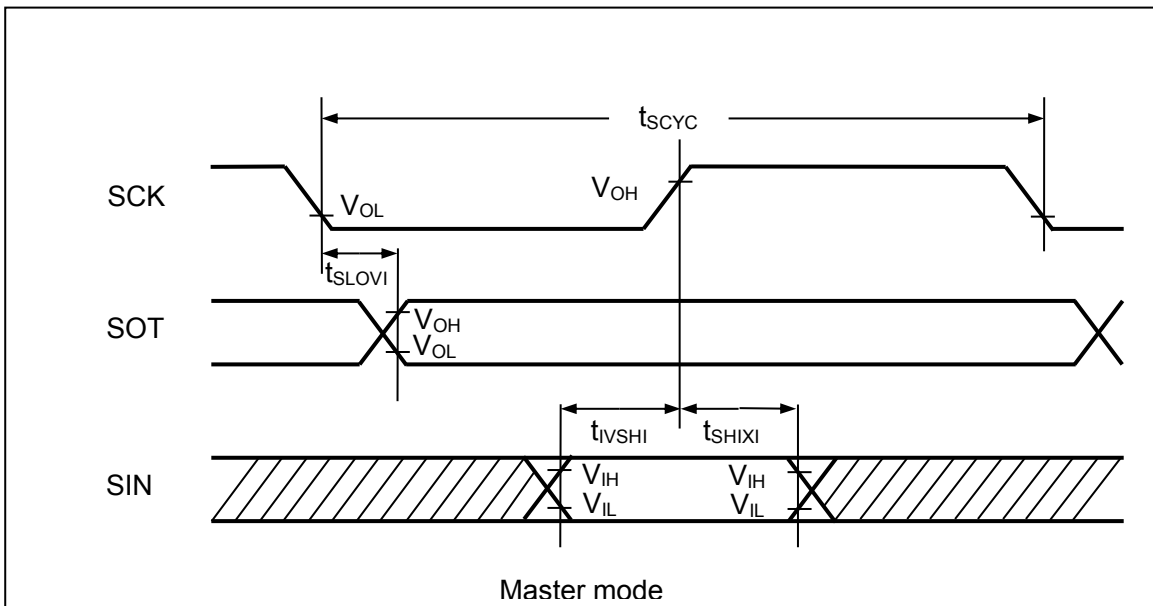 tSCYC
SCK
VOL
VOH
tSLOVI
SOT
VOH
VOL
tIVSHI
tSHIXI
SIN
VIH
VIL
VIH
VIL
Master mode